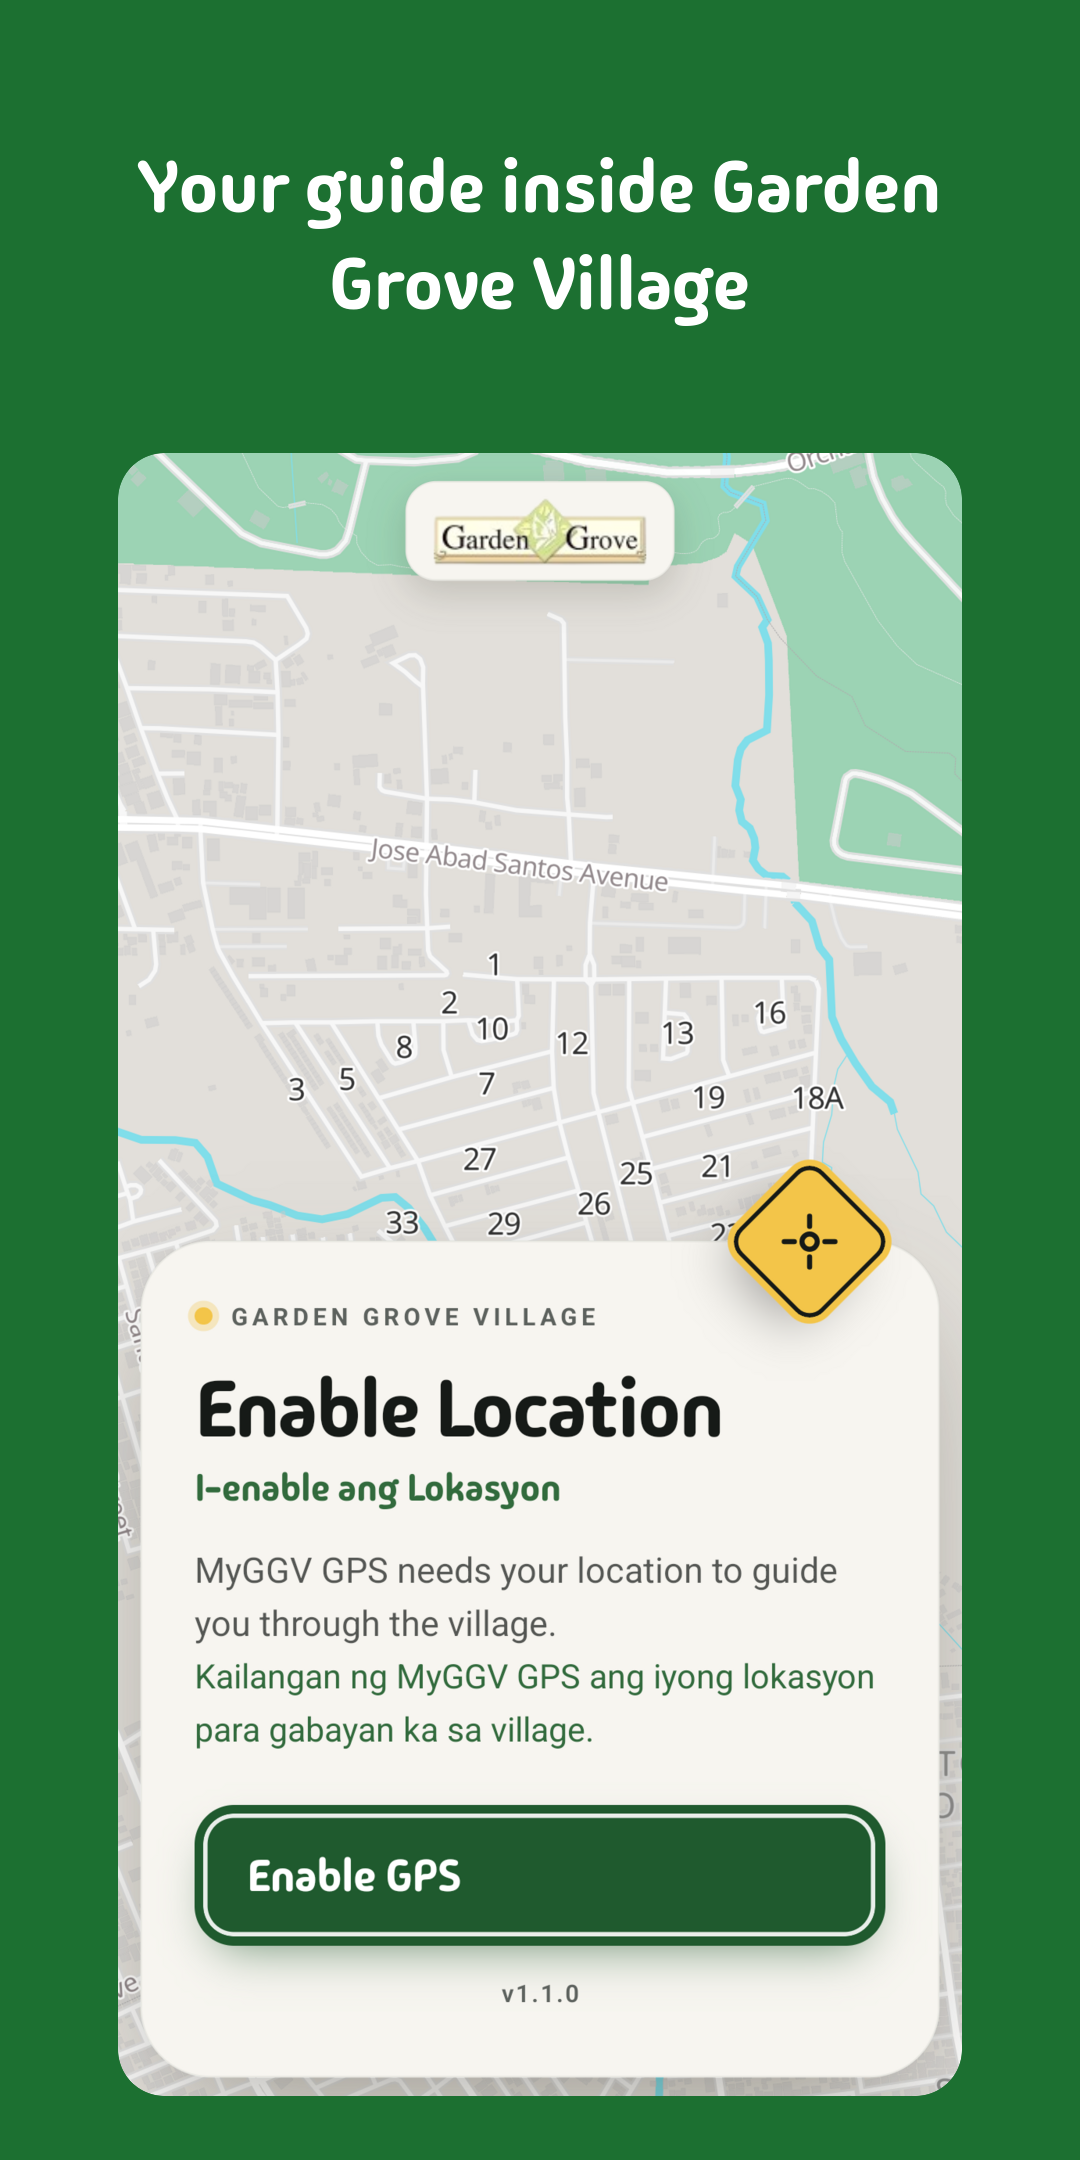 Your guide inside Garden
Grove Village
Garden Grove
Jose Abad Santos Avenue
1
2
10
8
12
13
16
3
5
7
19
18A
27
25
21
26
33
29
GARDEN GROVE VILLAGE
Enable Location
I-enable ang Lokasyon
MyGGV GPS needs your location to guide
you through the village.
Kailangan ng MyGGV GPS ang iyong lokasyon
para gabayan ka sa village.
Enable GPS
v1.1.0